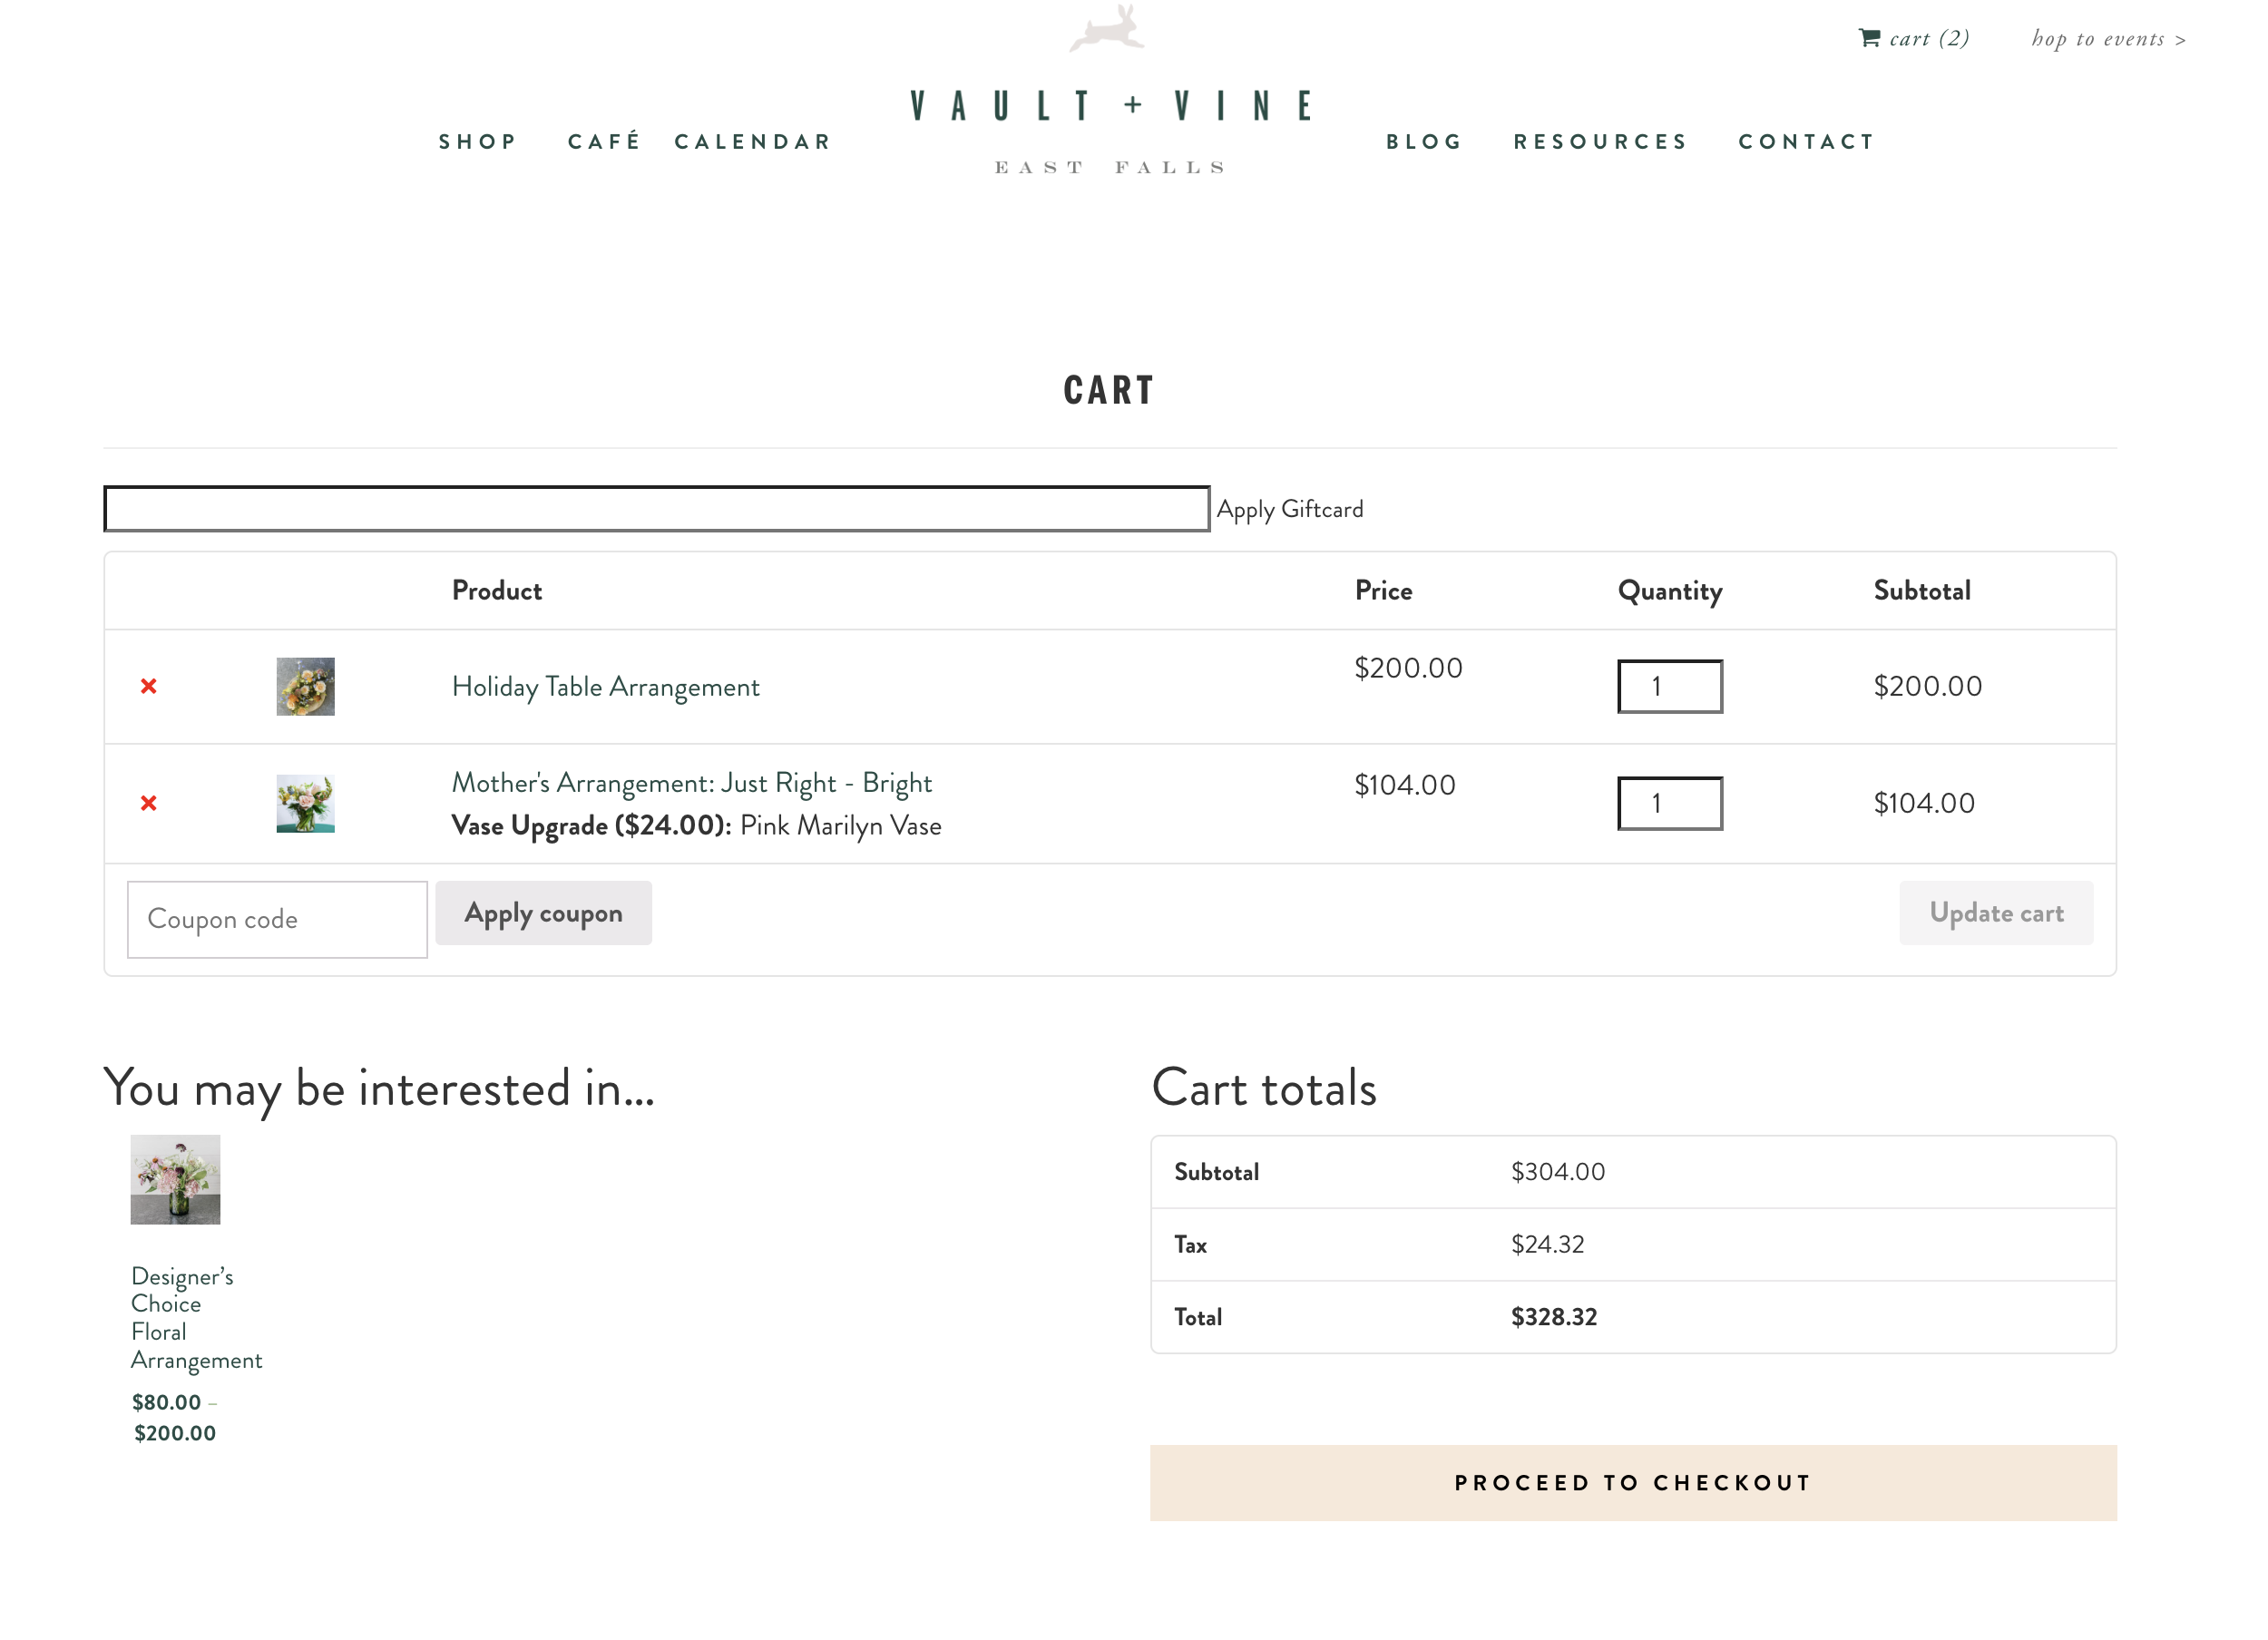 cart (2)
hop to events >
VAULT + VINE
EAST FALLS
SHOP
CAFÉ
CALENDAR
BLOG
RESOURCES
CONTACT
CART
Apply Giftcard
Product Price Quantity Subtotal
× Holiday Table Arrangement $200.00 1 $200.00
× Mother's Arrangement: Just Right - Bright $104.00 1 $104.00
Vase Upgrade ($24.00): Pink Marilyn Vase
Coupon code Apply coupon Update cart
You may be interested in...
Designer’s
Choice
Floral
Arrangement
$80.00 –
$200.00
Cart totals
Subtotal $304.00
Tax $24.32
Total $328.32
PROCEED TO CHECKOUT